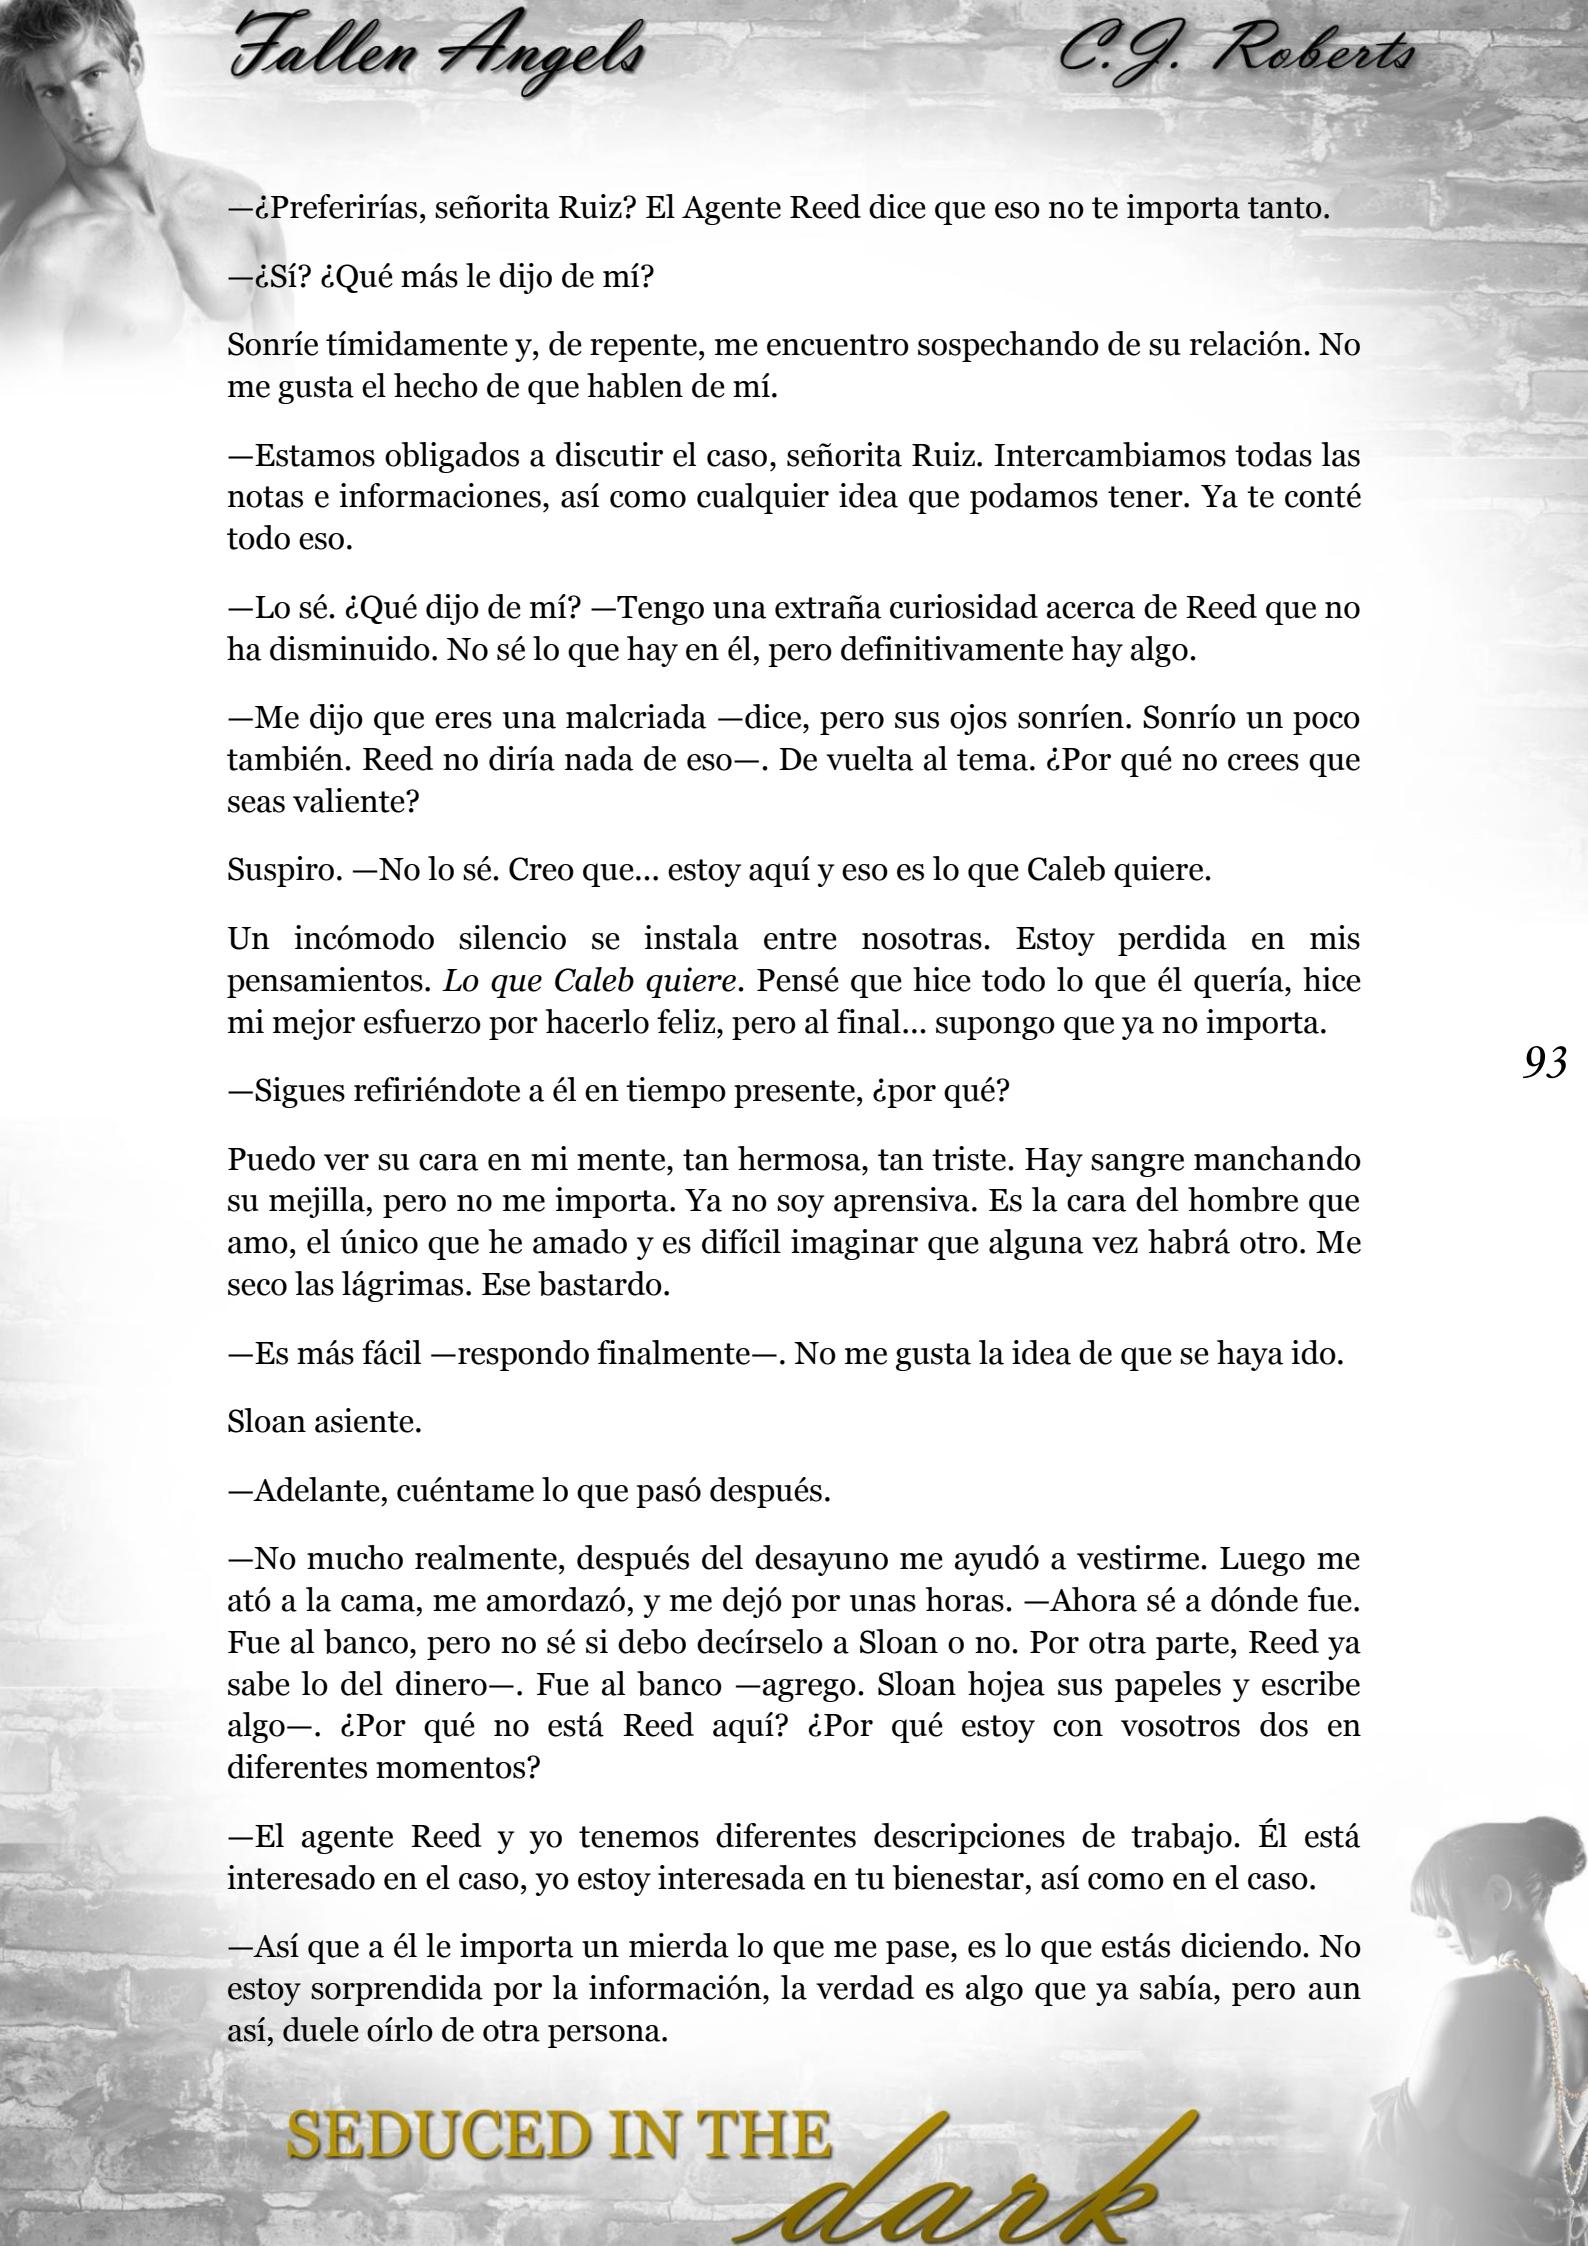 Fallen Angels
C.J. Roberts
—¿Preferirías, señorita Ruiz? El Agente Reed dice que eso no te importa tanto.
—¿Sí? ¿Qué más le dijo de mí?
Sonríe tímidamente y, de repente, me encuentro sospechando de su relación. No
me gusta el hecho de que hablen de mí.
—Estamos obligados a discutir el caso, señorita Ruiz. Intercambiamos todas las
notas e informaciones, así como cualquier idea que podamos tener. Ya te conté
todo eso.
—Lo sé. ¿Qué dijo de mí? —Tengo una extraña curiosidad acerca de Reed que no
ha disminuido. No sé lo que hay en él, pero definitivamente hay algo.
—Me dijo que eres una malcriada —dice, pero sus ojos sonríen. Sonrío un poco
también. Reed no diría nada de eso—. De vuelta al tema. ¿Por qué no crees que
seas valiente?
Suspiro. —No lo sé. Creo que... estoy aquí y eso es lo que Caleb quiere.
Un incómodo silencio se instala entre nosotras. Estoy perdida en mis
pensamientos. Lo que Caleb quiere. Pensé que hice todo lo que él quería, hice
mi mejor esfuerzo por hacerlo feliz, pero al final... supongo que ya no importa.
93
—Sigues refiriéndote a él en tiempo presente, ¿por qué?
Puedo ver su cara en mi mente, tan hermosa, tan triste. Hay sangre manchando
su mejilla, pero no me importa. Ya no soy aprensiva. Es la cara del hombre que
amo, el único que he amado y es difícil imaginar que alguna vez habrá otro. Me
seco las lágrimas. Ese bastardo.
—Es más fácil —respondo finalmente—. No me gusta la idea de que se haya ido.
Sloan asiente.
—Adelante, cuéntame lo que pasó después.
—No mucho realmente, después del desayuno me ayudó a vestirme. Luego me
ató a la cama, me amordazó, y me dejó por unas horas. —Ahora sé a dónde fue.
Fue al banco, pero no sé si debo decírselo a Sloan o no. Por otra parte, Reed ya
sabe lo del dinero—. Fue al banco —agrego. Sloan hojea sus papeles y escribe
algo—. ¿Por qué no está Reed aquí? ¿Por qué estoy con vosotros dos en
diferentes momentos?
—El agente Reed y yo tenemos diferentes descripciones de trabajo. Él está
interesado en el caso, yo estoy interesada en tu bienestar, así como en el caso.
—Así que a él le importa un mierda lo que me pase, es lo que estás diciendo. No
estoy sorprendida por la información, la verdad es algo que ya sabía, pero aun
así, duele oírlo de otra persona.
SEDUCED IN THE
dark